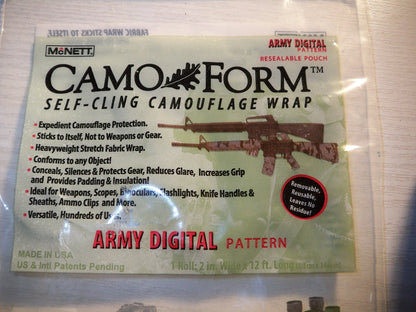 FABRIC WRAP STICKS TO ITSELF.
McNETT.
ARMY DIGITAL
PATTERN
RESEALABLE POUCH
CAMO FORM™
SELF-CLING CAMOUFLAGE WRAP
• Expedient Camouflage Protection.
• Sticks to Itself, Not to Weapons or Gear.
• Heavyweight Stretch Fabric Wrap.
• Conforms to any Object!
• Conceals, Silences & Protects Gear, Reduces Glare, Increases Grip
and Provides Padding & Insulation!
• Ideal for Weapons, Scopes, Binoculars, Flashlights, Knife Handles &
Sheaths, Ammo Clips and More.
• Versatile, Hundreds of Uses.
Removable,
Reusable,
Leaves No
Residue!
ARMY DIGITAL PATTERN
MADE IN USA
US & Intl Patents Pending
1 Roll; 2 in. Wide x 12 ft. Long